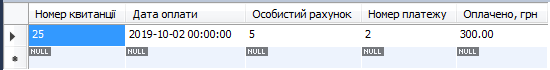 Номер квитанції Дата оплати Особистий рахунок Номер платежу Оплачено, грн
25 2019-10-02 00:00:00 5 2 300.00
NULL NULL NULL NULL NULL